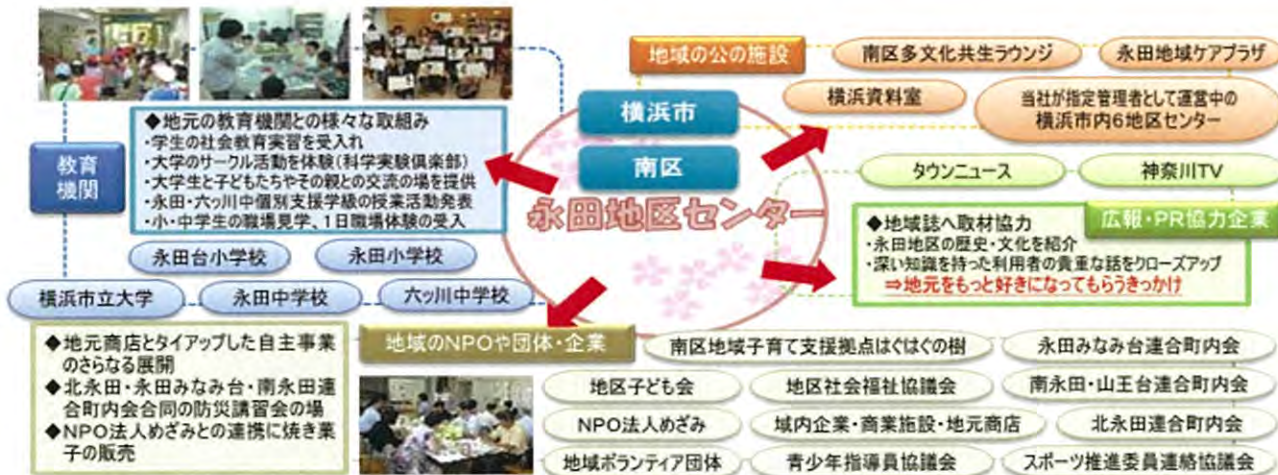 地域の公の施設
南区多文化共生ラウンジ
永田地域ケアプラザ
横浜資料室
当社が指定管理者として運営中の
横浜市内6地区センター
横浜市
南区
永田地区センター
教育
機関
◆地元の教育機関との様々な取組み
・学生の社会教育実習を受入れ
・大学のサークル活動を体験(科学実験倶楽部)
・大学生と子どもたちやその親との交流の場を提供
・永田・六ッ川中個別支援学級の授業活動発表
・小・中学生の職場見学、1日職場体験の受入
永田台小学校
永田小学校
横浜市立大学
永田中学校
六ッ川中学校
タウンニュース
神奈川TV
広報・PR協力企業
◆地域誌へ取材協力
・永田地区の歴史・文化を紹介
・深い知識を持った利用者の貴重な話をクローズアップ
⇒地元をもっと好きになってもらうきっかけ
◆地元商店とタイアップした自主事業
のさらなる展開
◆北永田・永田みなみ台・南永田連
合町内会合同の防災講習会の場
◆NPO法人めざみとの連携に焼き菓
子の販売
地域のNPOや団体・企業
南区地域子育て支援拠点はぐはぐの樹
永田みなみ台連合町内会
地区子ども会
地区社会福祉協議会
南永田・山王台連合町内会
NPO法人めざみ
域内企業・商業施設・地元商店
北永田連合町内会
地域ボランティア団体
青少年指導員協議会
スポーツ推進委員連絡協議会